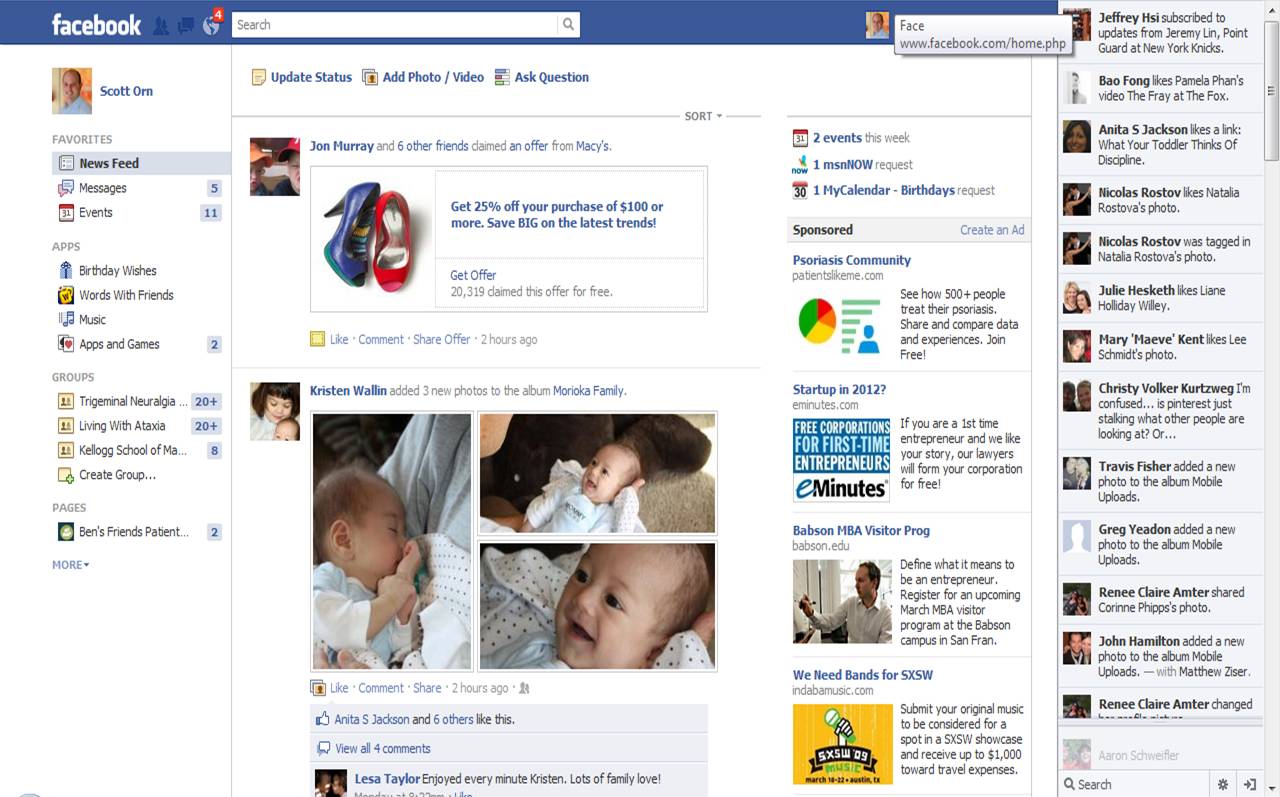 facebook
4
Search
Face
www.facebook.com/home.php
Scott Orn
FAVORITES
News Feed
Messages 5
Events 11
APPS
Birthday Wishes
Words With Friends
Music
Apps and Games 2
GROUPS
Trigeminal Neuralgia ... 20+
Living With Ataxia 20+
Kellogg School of Ma... 8
Create Group...
PAGES
Ben's Friends Patient... 2
MORE
Update Status Add Photo / Video Ask Question
SORT
Jon Murray and 6 other friends claimed an offer from Macy's.
Get 25% off your purchase of $100 or
more. Save BIG on the latest trends!
Get Offer
20,319 claimed this offer for free.
Like · Comment · Share Offer · 2 hours ago
Kristen Wallin added 3 new photos to the album Morioka Family.
MOMMY
Like · Comment · Share · 2 hours ago ·
Anita S Jackson and 6 others like this.
View all 4 comments
Lesa Taylor Enjoyed every minute Kristen. Lots of family love!
Monday at 8:22pm · Like
31 2 events this week
now 1 msnNOW request
30 1 MyCalendar - Birthdays request
Sponsored Create an Ad
Psoriasis Community
patientslikeme.com
See how 500+ people
treat their psoriasis.
Share and compare data
and experiences. Join
Free!
Startup in 2012?
eminutes.com
FREE CORPORATIONS
FOR FIRST-TIME
ENTREPRENEURS
eMinutes
If you are a 1st time
entrepreneur and we like
your story, our lawyers
will form your corporation
for free!
Babson MBA Visitor Prog
babson.edu
Define what it means to
be an entrepreneur.
Register for an upcoming
March MBA visitor
program at the Babson
campus in San Fran.
We Need Bands for SXSW
indabamusic.com
SXSW '09
MUSIC
march 18-22 • austin, tx
Submit your original music
to be considered for a
spot in a SXSW showcase
and receive up to $1,000
toward travel expenses.
Jeffrey Hsi subscribed to
updates from Jeremy Lin, Point
Guard at New York Knicks.
Bao Fong likes Pamela Phan's
video The Fray at The Fox.
Anita S Jackson likes a link:
What Your Toddler Thinks Of
Discipline.
Nicolas Rostov likes Natalia
Rostova's photo.
Nicolas Rostov was tagged in
Natalia Rostova's photo.
Julie Hesketh likes Liane
Holliday Willey.
Mary 'Maeve' Kent likes Lee
Schmidt's photo.
Christy Volker Kurtzweg I'm
confused... is pinterest just
stalking what other people are
looking at? Or...
Travis Fisher added a new
photo to the album Mobile
Uploads.
Greg Yeadon added a new
photo to the album Mobile
Uploads.
Renee Claire Amter shared
Corinne Phipps's photo.
John Hamilton added a new
photo to the album Mobile
Uploads. — with Matthew Ziser.
Renee Claire Amter changed
her profile picture.
Aaron Schweifler
Search